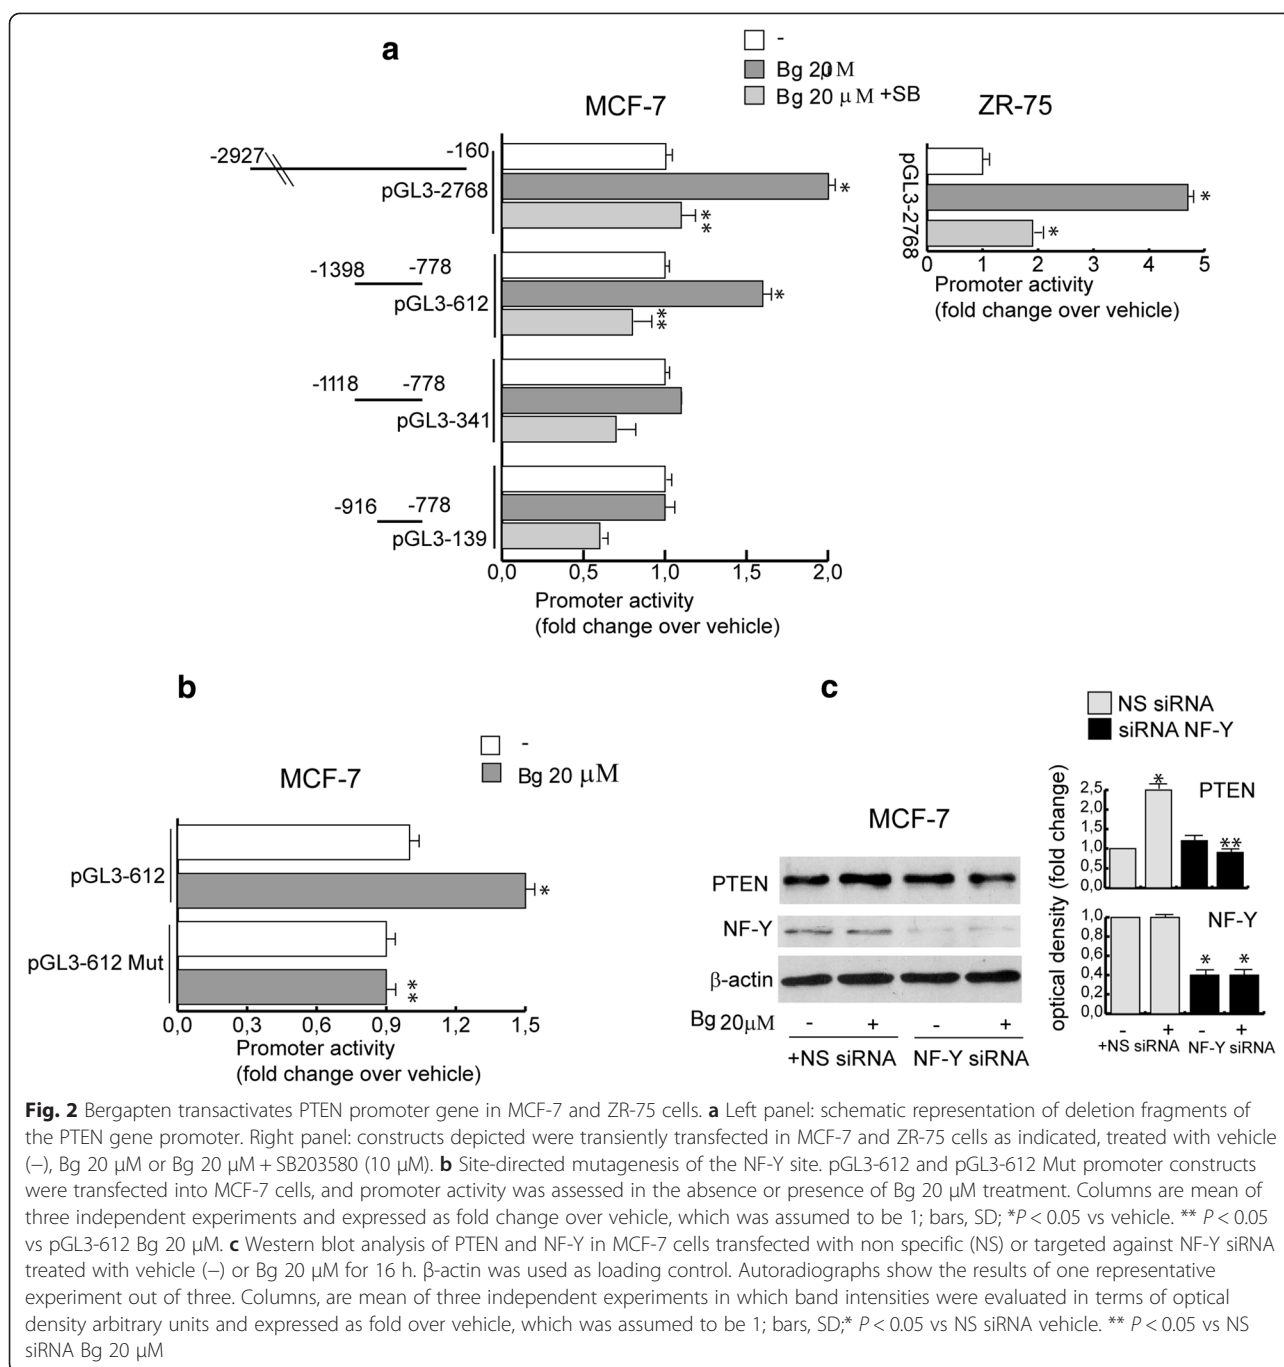 a
-
Bg 20μM
Bg 20 μM +SB
MCF-7
ZR-75
-2927
-160
pGL3-2768
*
**
-1398
-778
pGL3-612
*
**
-1118
-778
pGL3-341
-916
-778
pGL3-139
0,0 0,5 1,0 1,5 2,0
Promoter activity
(fold change over vehicle)
pGL3-2768
*
*
0 1 2 3 4 5
Promoter activity
(fold change over vehicle)
b
-
Bg 20 μM
MCF-7
pGL3-612
*
pGL3-612 Mut
**
0,0 0,3 0,6 0,9 1,2 1,5
Promoter activity
(fold change over vehicle)
c
NS siRNA
siRNA NF-Y
MCF-7
PTEN
NF-Y
β-actin
Bg 20μM - + - +
+NS siRNA NF-Y siRNA
optical density (fold change)
PTEN
2,5
1,5
1,0
0,5
0,0
*
**
NF-Y
1,0
0,8
0,6
0,4
0,2
0,0
*
*
- + - +
+NS siRNA NF-Y siRNA
Fig. 2 Bergapten transactivates PTEN promoter gene in MCF-7 and ZR-75 cells. a Left panel: schematic representation of deletion fragments of
the PTEN gene promoter. Right panel: constructs depicted were transiently transfected in MCF-7 and ZR-75 cells as indicated, treated with vehicle
(−), Bg 20 μM or Bg 20 μM + SB203580 (10 μM). b Site-directed mutagenesis of the NF-Y site. pGL3-612 and pGL3-612 Mut promoter constructs
were transfected into MCF-7 cells, and promoter activity was assessed in the absence or presence of Bg 20 μM treatment. Columns are mean of
three independent experiments and expressed as fold change over vehicle, which was assumed to be 1; bars, SD; *P < 0.05 vs vehicle. ** P < 0.05
vs pGL3-612 Bg 20 μM. c Western blot analysis of PTEN and NF-Y in MCF-7 cells transfected with non specific (NS) or targeted against NF-Y siRNA
treated with vehicle (−) or Bg 20 μM for 16 h. β-actin was used as loading control. Autoradiographs show the results of one representative
experiment out of three. Columns, are mean of three independent experiments in which band intensities were evaluated in terms of optical
density arbitrary units and expressed as fold over vehicle, which was assumed to be 1; bars, SD;* P < 0.05 vs NS siRNA vehicle. ** P < 0.05 vs NS
siRNA Bg 20 μM